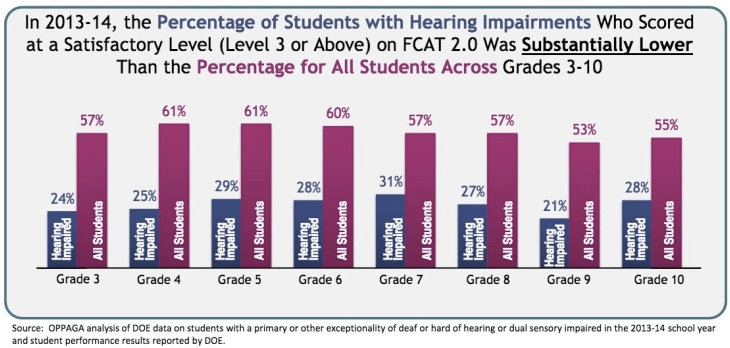 In 2013-14, the Percentage of Students with Hearing Impairments Who Scored
at a Satisfactory Level (Level 3 or Above) on FCAT 2.0 Was Substantially Lower
Than the Percentage for All Students Across Grades 3-10
24% 57% 25% 61% 29% 61% 28% 60% 31% 57% 27% 57% 21% 53% 28% 55%
Hearing
Impaired
All Students
Hearing
Impaired
All Students
Hearing
Impaired
All Students
Hearing
Impaired
All Students
Hearing
Impaired
All Students
Hearing
Impaired
All Students
Hearing
Impaired
All Students
Hearing
Impaired
All Students
Grade 3 Grade 4 Grade 5 Grade 6 Grade 7 Grade 8 Grade 9 Grade 10
Source: OPPAGA analysis of DOE data on students with a primary or other exceptionality of deaf or hard of hearing or dual sensory impaired in the 2013-14 school year
and student performance results reported by DOE.